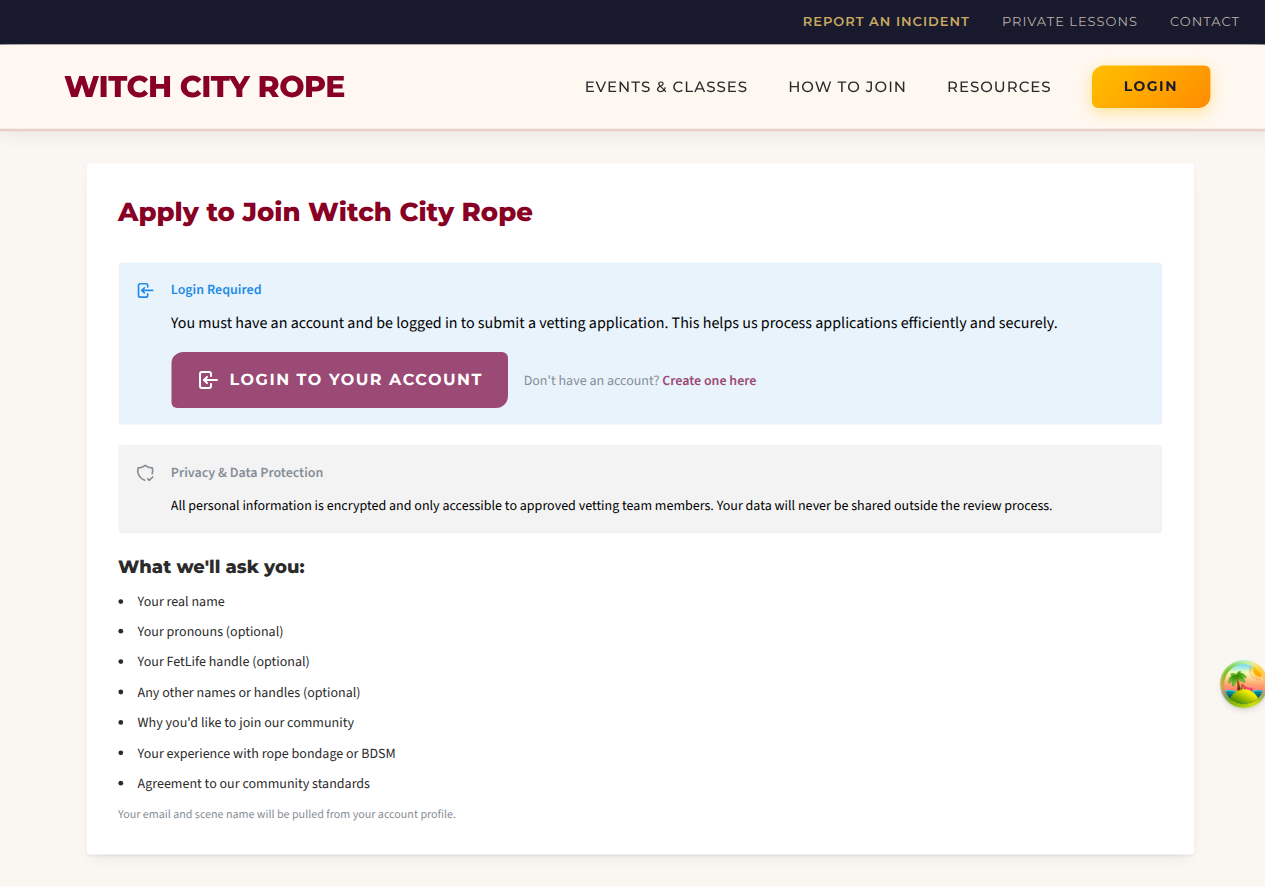 REPORT AN INCIDENT PRIVATE LESSONS CONTACT
WITCH CITY ROPE EVENTS & CLASSES HOW TO JOIN RESOURCES LOGIN
Apply to Join Witch City Rope
Login Required
You must have an account and be logged in to submit a vetting application. This helps us process applications efficiently and securely.
LOGIN TO YOUR ACCOUNT Don't have an account? Create one here
Privacy & Data Protection
All personal information is encrypted and only accessible to approved vetting team members. Your data will never be shared outside the review process.
What we'll ask you:
• Your real name
• Your pronouns (optional)
• Your FetLife handle (optional)
• Any other names or handles (optional)
• Why you'd like to join our community
• Your experience with rope bondage or BDSM
• Agreement to our community standards
Your email and scene name will be pulled from your account profile.